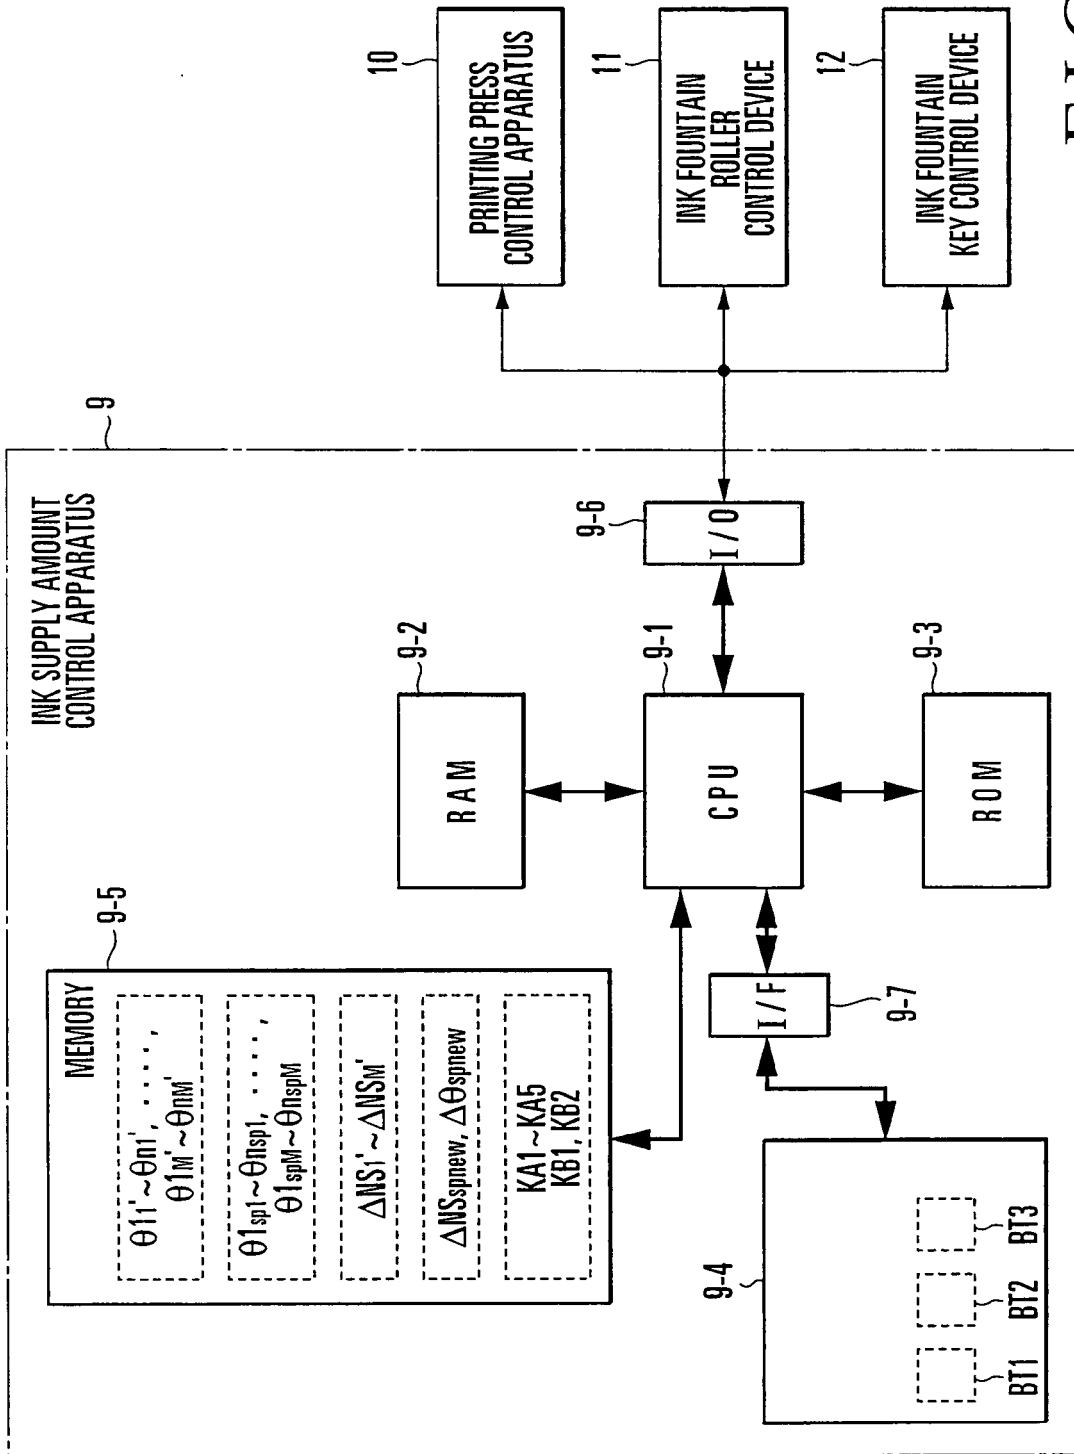 INK SUPPLY AMOUNT
CONTROL APPARATUS
9
MEMORY
9-5
θ1₁'~θn₁', ‥‥,
θ1M'~θnM'
θ1sp1~θnsp1, ‥‥,
θ1spM~θnspM
ΔNS1'~ΔNSM'
ΔNSspnew, Δθspnew
KA1~KA5
KB1, KB2
RAM
9-2
CPU
9-1
ROM
9-3
I/O
9-6
I/F
9-7
9-4
BT1
BT2
BT3
PRINTING PRESS
CONTROL APPARATUS
10
INK FOUNTAIN
ROLLER
CONTROL DEVICE
11
INK FOUNTAIN
KEY CONTROL DEVICE
12